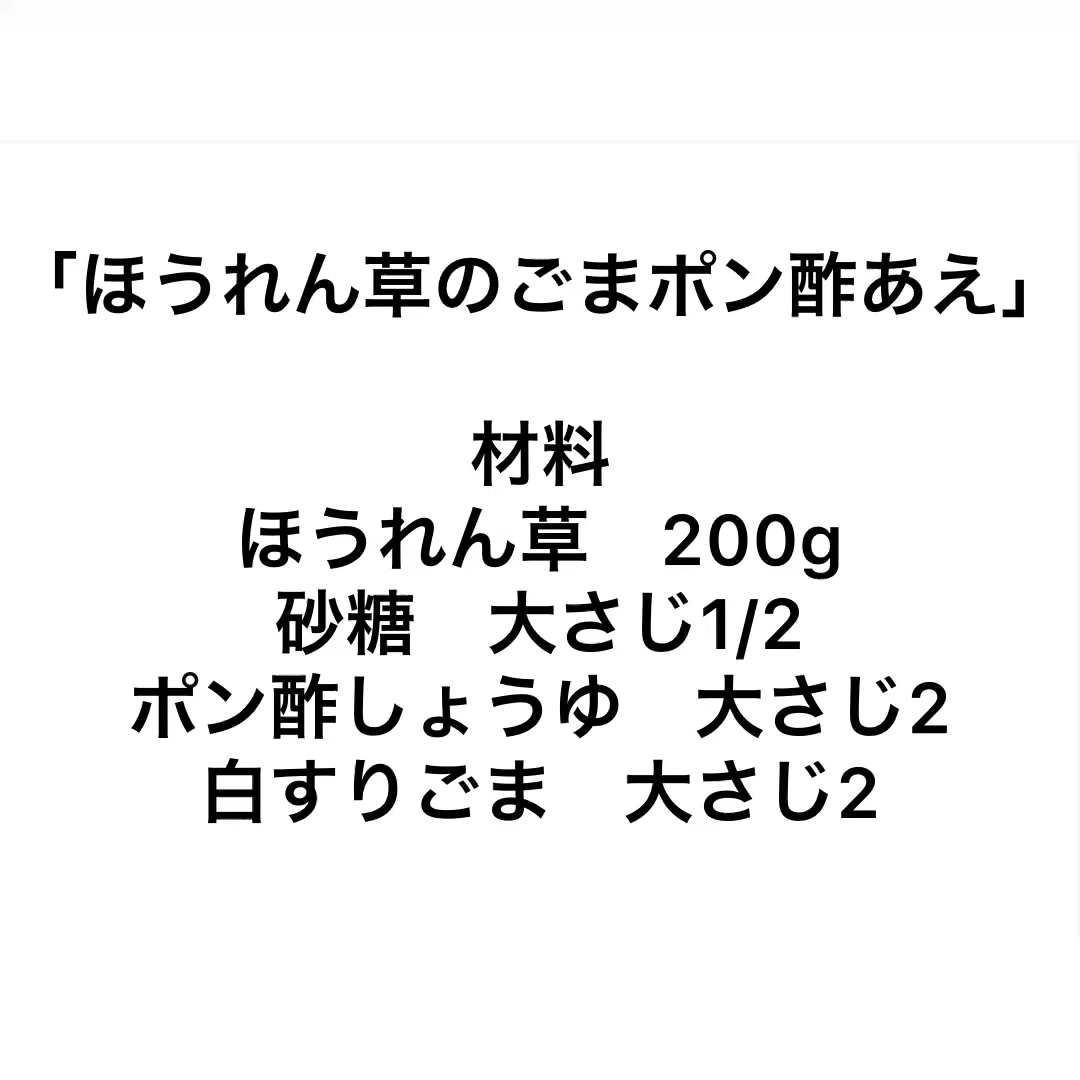 「ほうれん草のごまポン酢あえ」
材料
ほうれん草　200g
砂糖　大さじ1/2
ポン酢しょうゆ　大さじ2
白すりごま　大さじ2